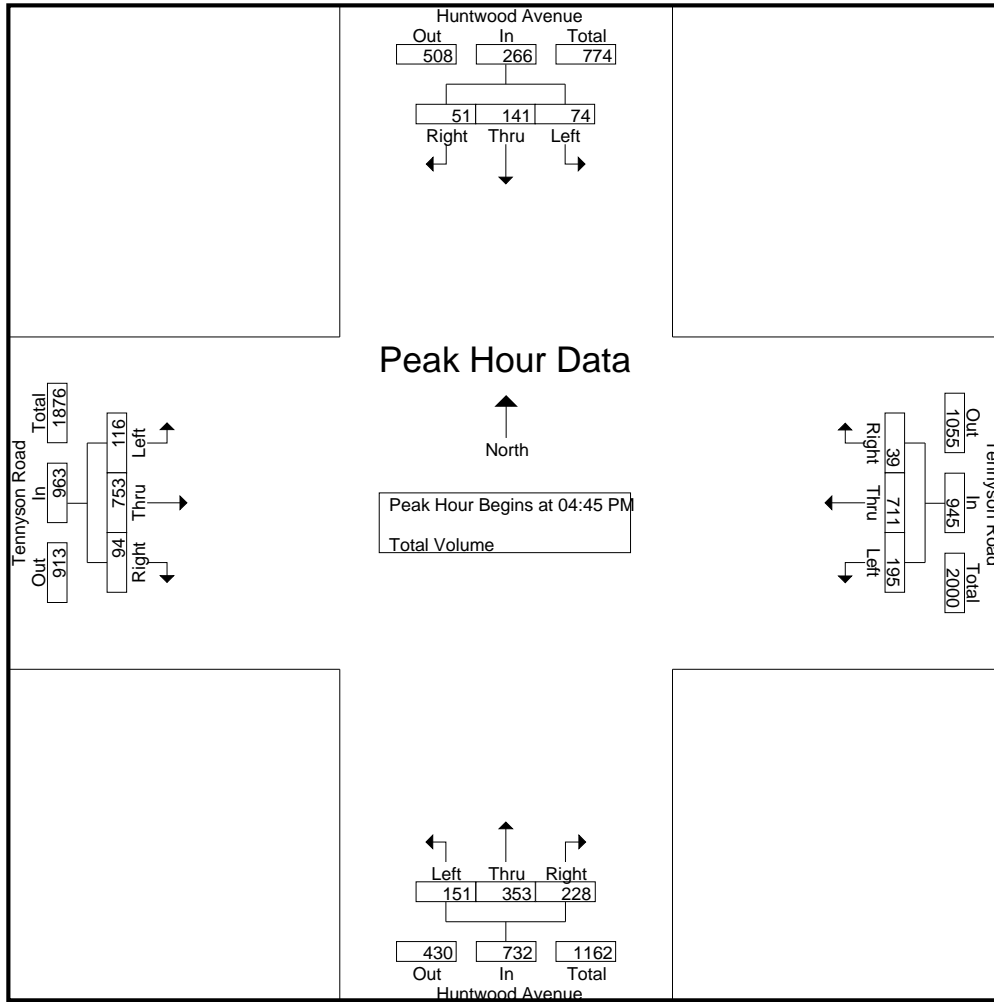 Huntwood Avenue
Out In Total
508 266 774
51 141 74
Right Thru Left
Peak Hour Data
North
Peak Hour Begins at 04:45 PM
Total Volume
Tennyson Road
Out In Total
913 963 1876
94 753 116
Right Thru Left
Tennyson Road
Out In Total
1055 945 2000
39 711 195
Right Thru Left
Left Thru Right
151 353 228
430 732 1162
Out In Total
Huntwood Avenue